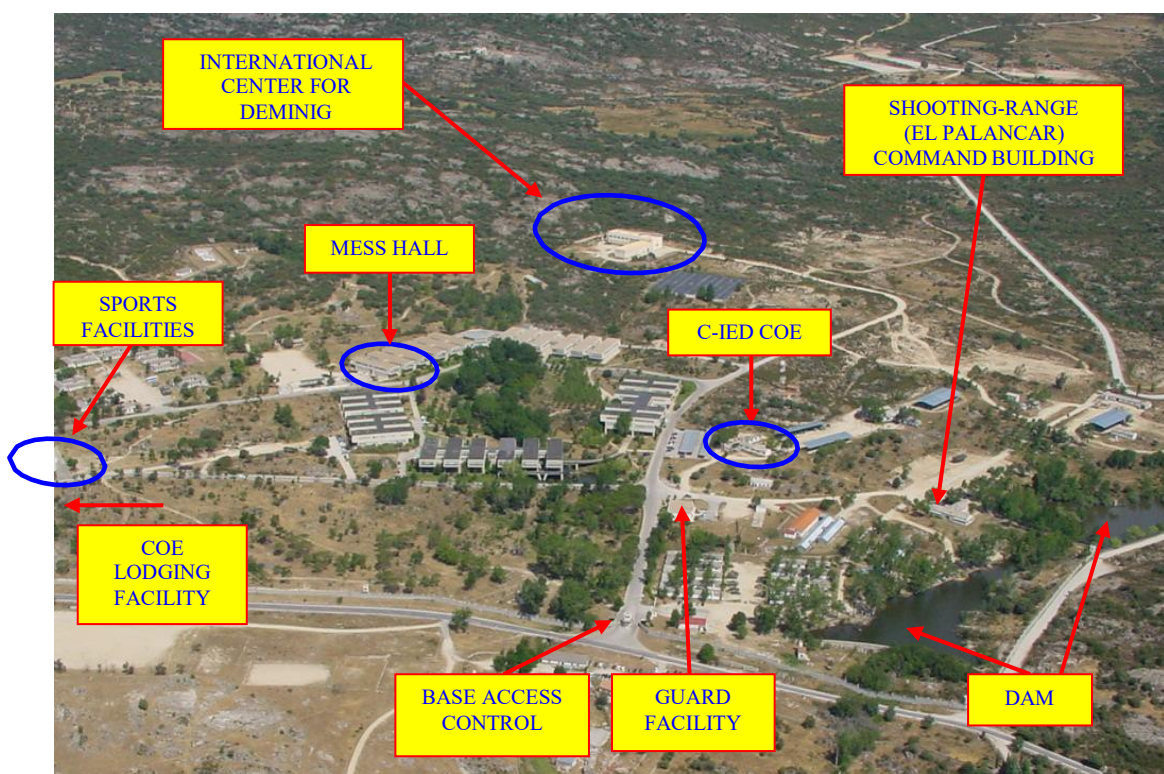 INTERNATIONAL
CENTER FOR
DEMINIG
SHOOTING-RANGE
(EL PALANCAR)
COMMAND BUILDING
MESS HALL
SPORTS
FACILITIES
C-IED COE
COE
LODGING
FACILITY
BASE ACCESS
CONTROL
GUARD
FACILITY
DAM